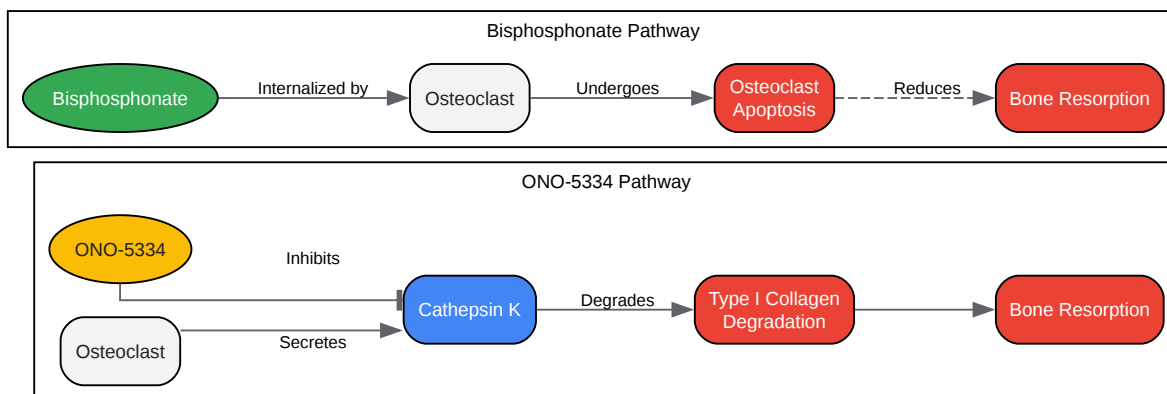 Bisphosphonate Pathway
Bisphosphonate
Internalized by
Osteoclast
Undergoes
Osteoclast
Apoptosis
Reduces
Bone Resorption
ONO-5334 Pathway
ONO-5334
Inhibits
Osteoclast
Secretes
Cathepsin K
Degrades
Type I Collagen
Degradation
Bone Resorption